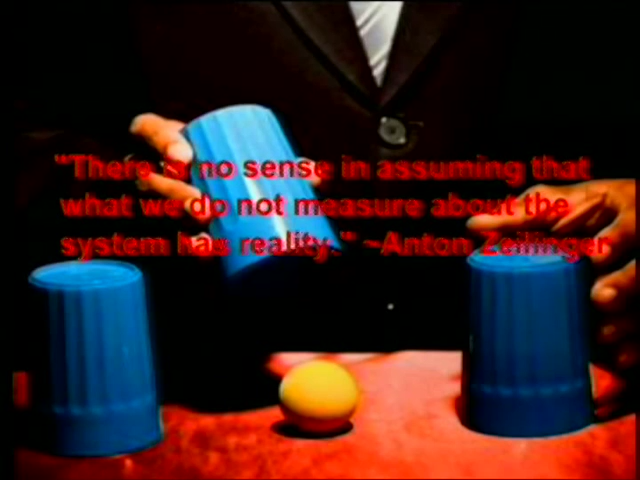 "There is no sense in assuming that
what we do not measure about the
system has reality." ~Anton Zeilinger